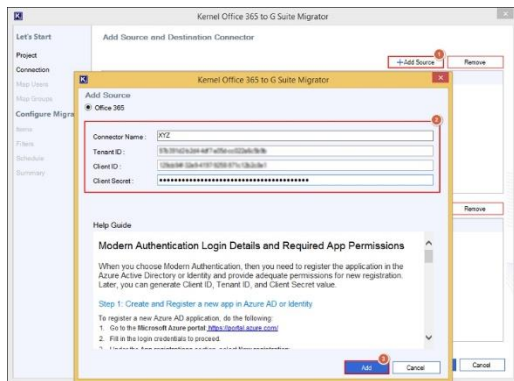 Kernel Office 365 to G Suite Migrator
Let's Start
Add Source and Destination Connector
Project
1
+Add Source
Remove
Connection
Map Users
Map Groups
Configure Migra
Name
Filters
Schedule
Summary
Remove
Cancel
Kernel Office 365 to G Suite Migrator
Add Source
Office 365
2
Connector Name :
XYZ
Tenant ID :
Client ID :
Client Secret :
Help Guide
Modern Authentication Login Details and Required App Permissions
When you choose Modern Authentication, then you need to register the application in the
Azure Active Directory or Identity and provide adequate permissions for new registration.
Later, you can generate Client ID, Tenant ID, and Client Secret value.
Step 1: Create and Register a new app in Azure AD or Identity
To register a new Azure AD application, do the following:
1. Go to the Microsoft Azure portal: https://portal.azure.com/
2. Fill in the login credentials to proceed.
3
Add
Cancel